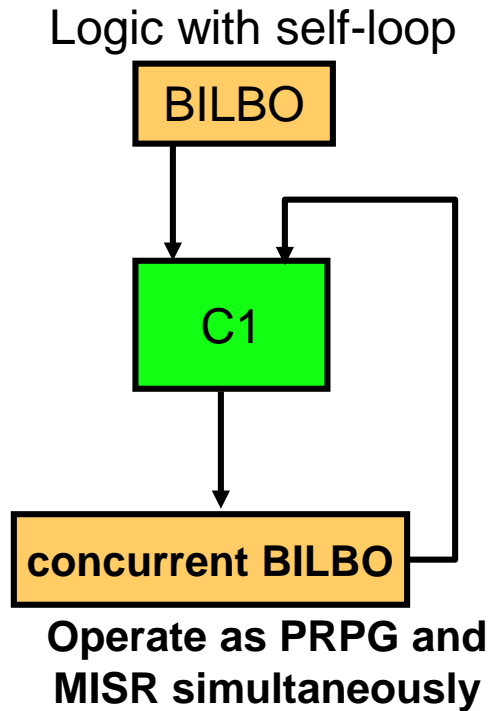 Logic with self-loop
BILBO
C1
concurrent BILBO
Operate as PRPG and
MISR simultaneously